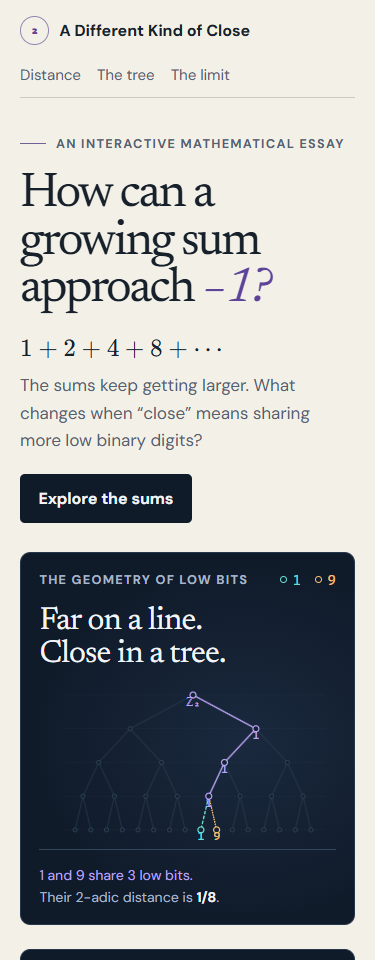 2 A Different Kind of Close
Distance The tree The limit
AN INTERACTIVE MATHEMATICAL ESSAY
How can a
growing sum
approach −1?
1 + 2 + 4 + 8 + ···
The sums keep getting larger. What
changes when “close” means sharing
more low binary digits?
Explore the sums
THE GEOMETRY OF LOW BITS 1 9
Far on a line.
Close in a tree.
Z₂
1
1
1 9
1 and 9 share 3 low bits.
Their 2-adic distance is 1/8.